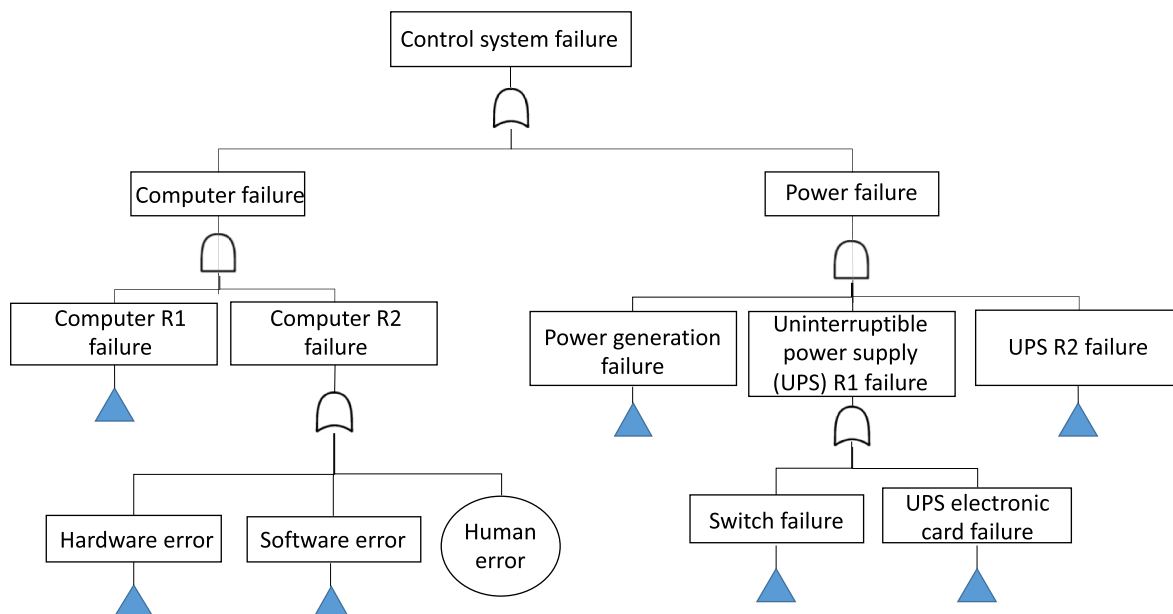 Control system failure
Computer failure
Power failure
Computer R1
failure
Computer R2
failure
Power generation
failure
Uninterruptible
power supply
(UPS) R1 failure
UPS R2 failure
Hardware error
Software error
Human
error
Switch failure
UPS electronic
card failure